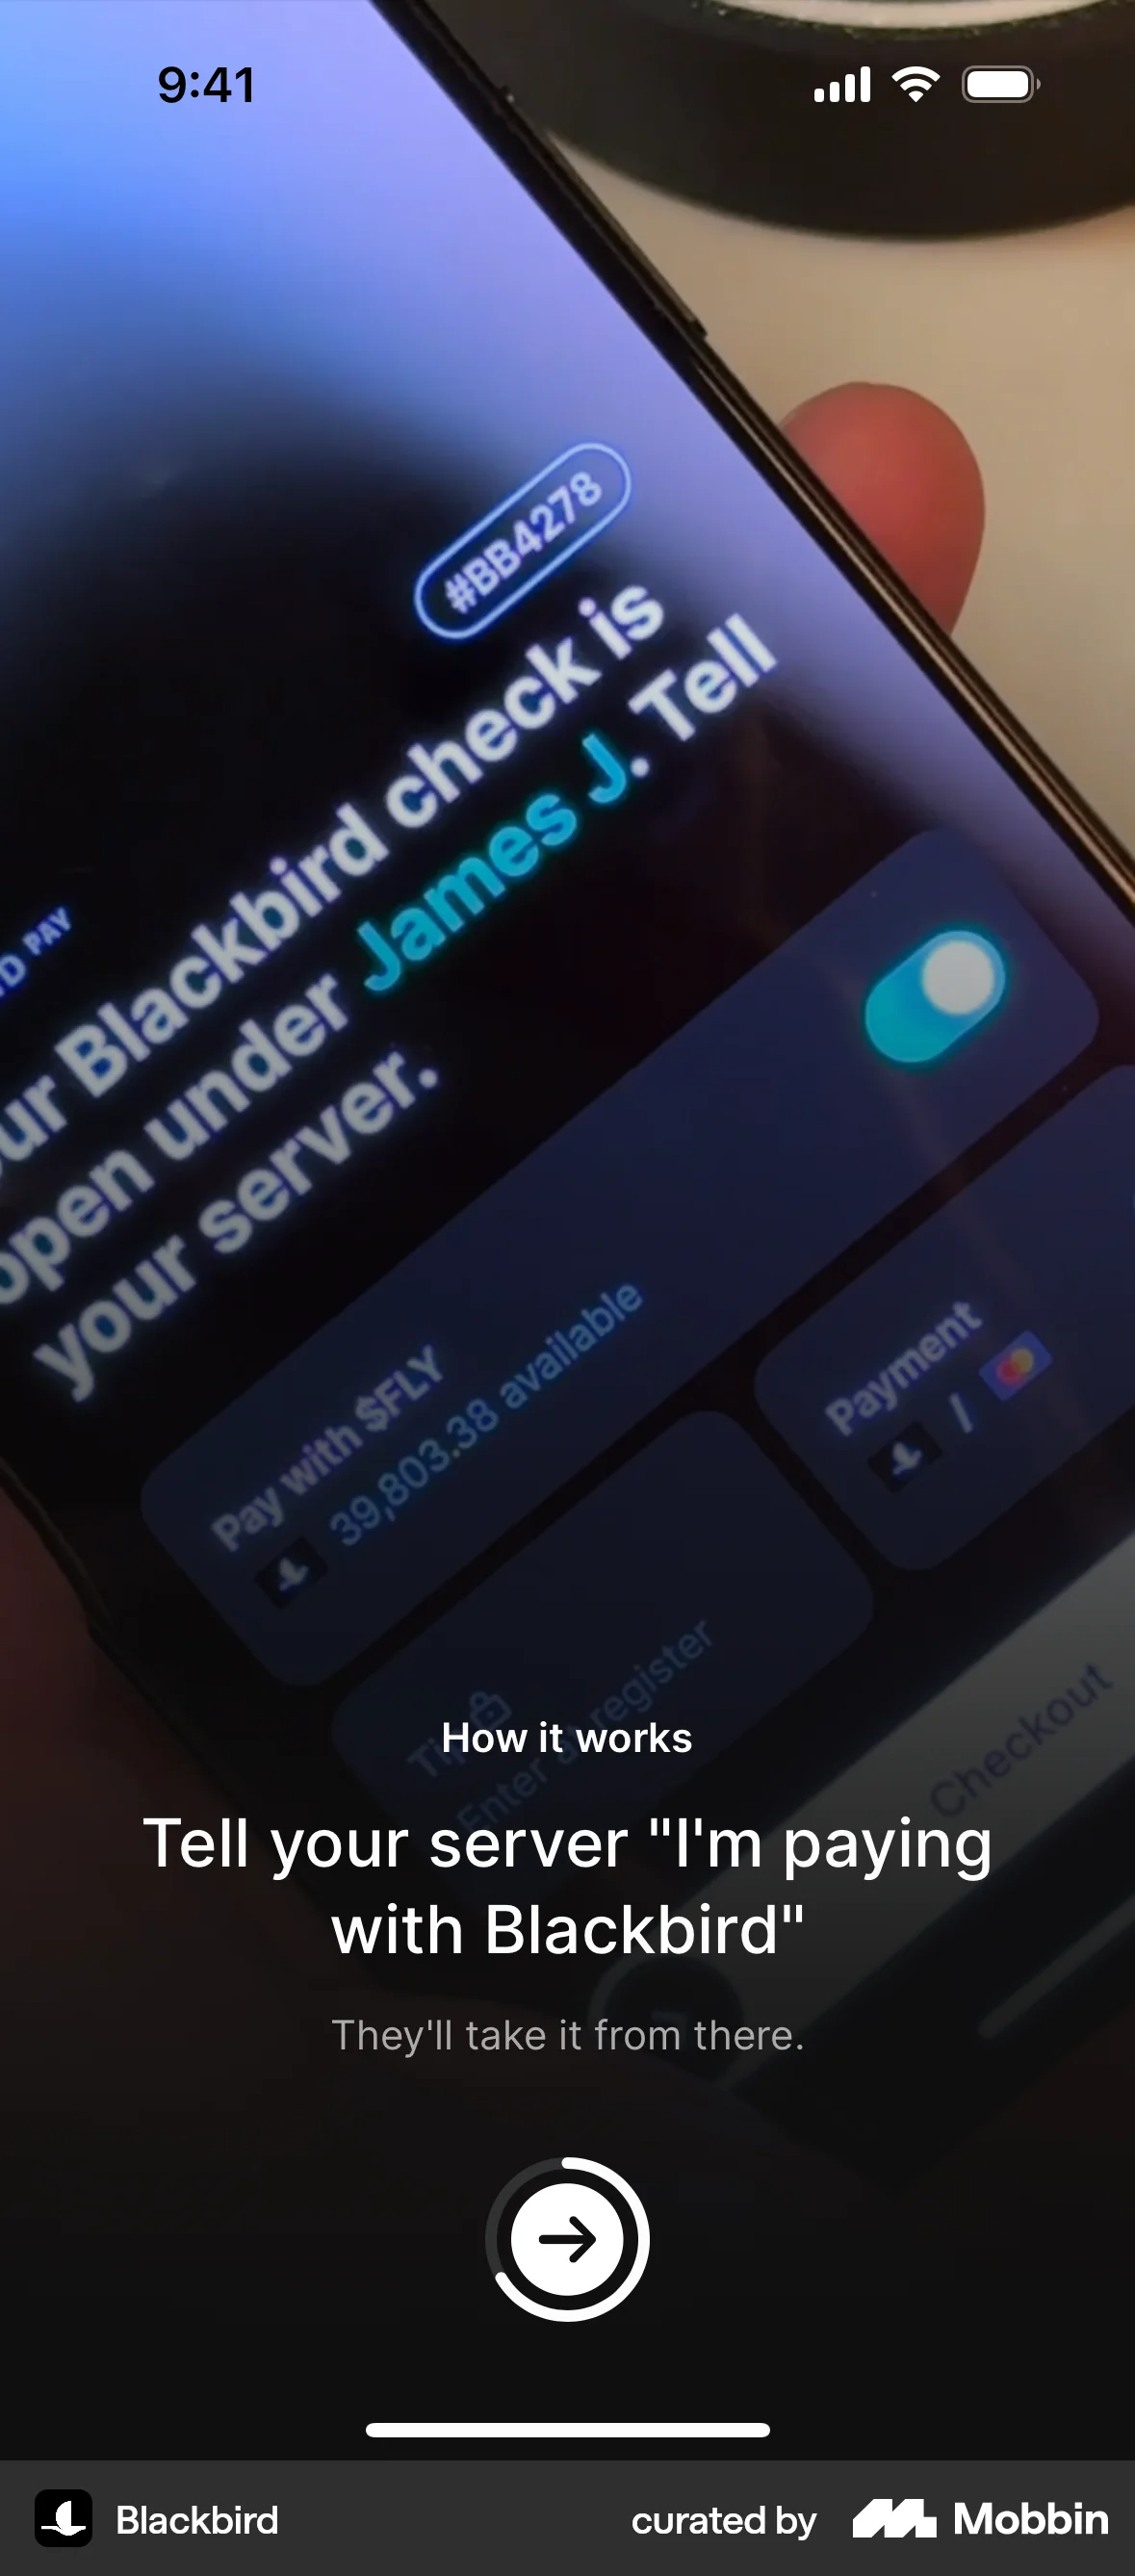 9:41
#BB4278
PAY
Blackbird check is
open under James J. Tell
your server.
Pay with $FLY
39,803.38 available
Payment
/
Enter register
Checkout
How it works
Tell your server "I'm paying
with Blackbird"
They'll take it from there.
Blackbird
curated by Mobbin